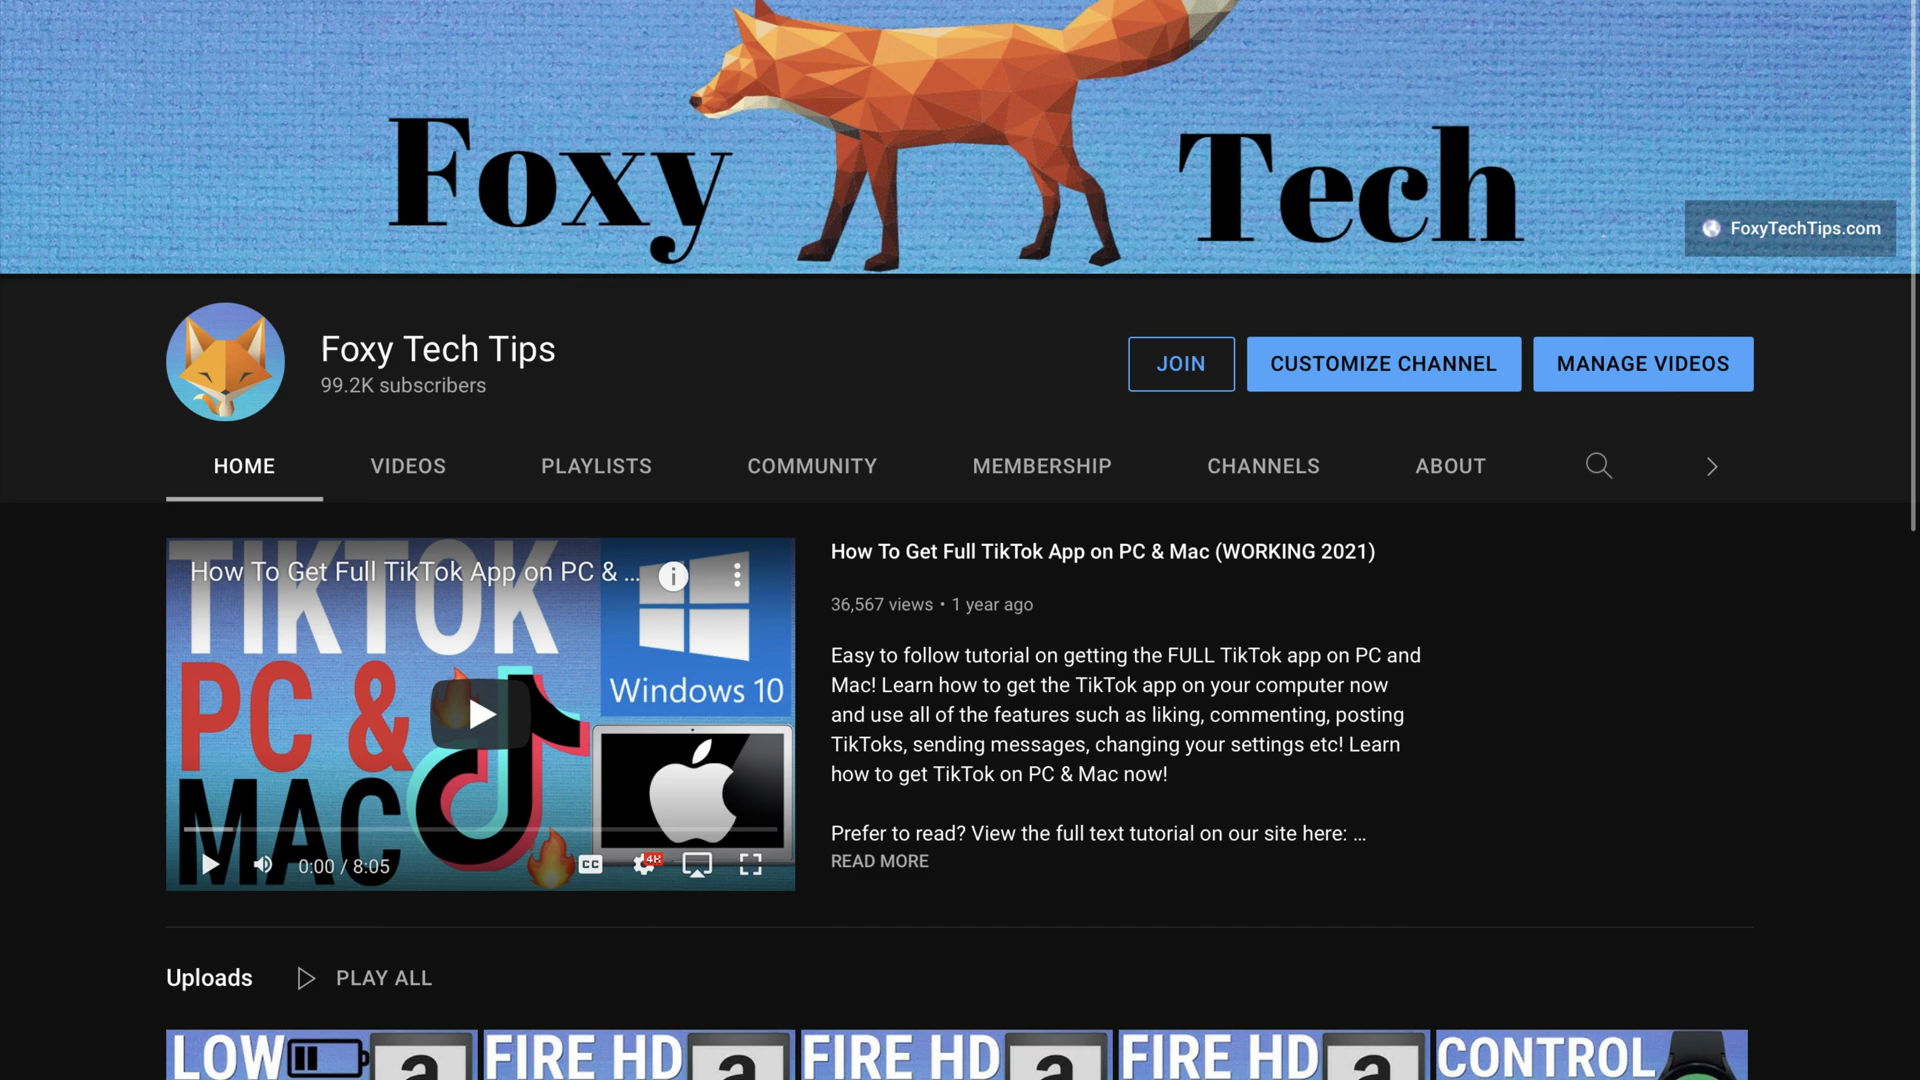 Foxy Tech
FoxyTechTips.com
Foxy Tech Tips
99.2K subscribers
JOIN
CUSTOMIZE CHANNEL
MANAGE VIDEOS
HOME
VIDEOS
PLAYLISTS
COMMUNITY
MEMBERSHIP
CHANNELS
ABOUT
TIKTOK
PC &
MAC
How To Get Full TikTok App on PC & ...
Windows 10
0:00 / 8:05
CC
4K
How To Get Full TikTok App on PC & Mac (WORKING 2021)
36,567 views • 1 year ago
Easy to follow tutorial on getting the FULL TikTok app on PC and
Mac! Learn how to get the TikTok app on your computer now
and use all of the features such as liking, commenting, posting
TikToks, sending messages, changing your settings etc! Learn
how to get TikTok on PC & Mac now!
Prefer to read? View the full text tutorial on our site here: ...
READ MORE
Uploads
PLAY ALL
LOW
a
FIRE HD
a
FIRE HD
a
FIRE HD
a
CONTROL